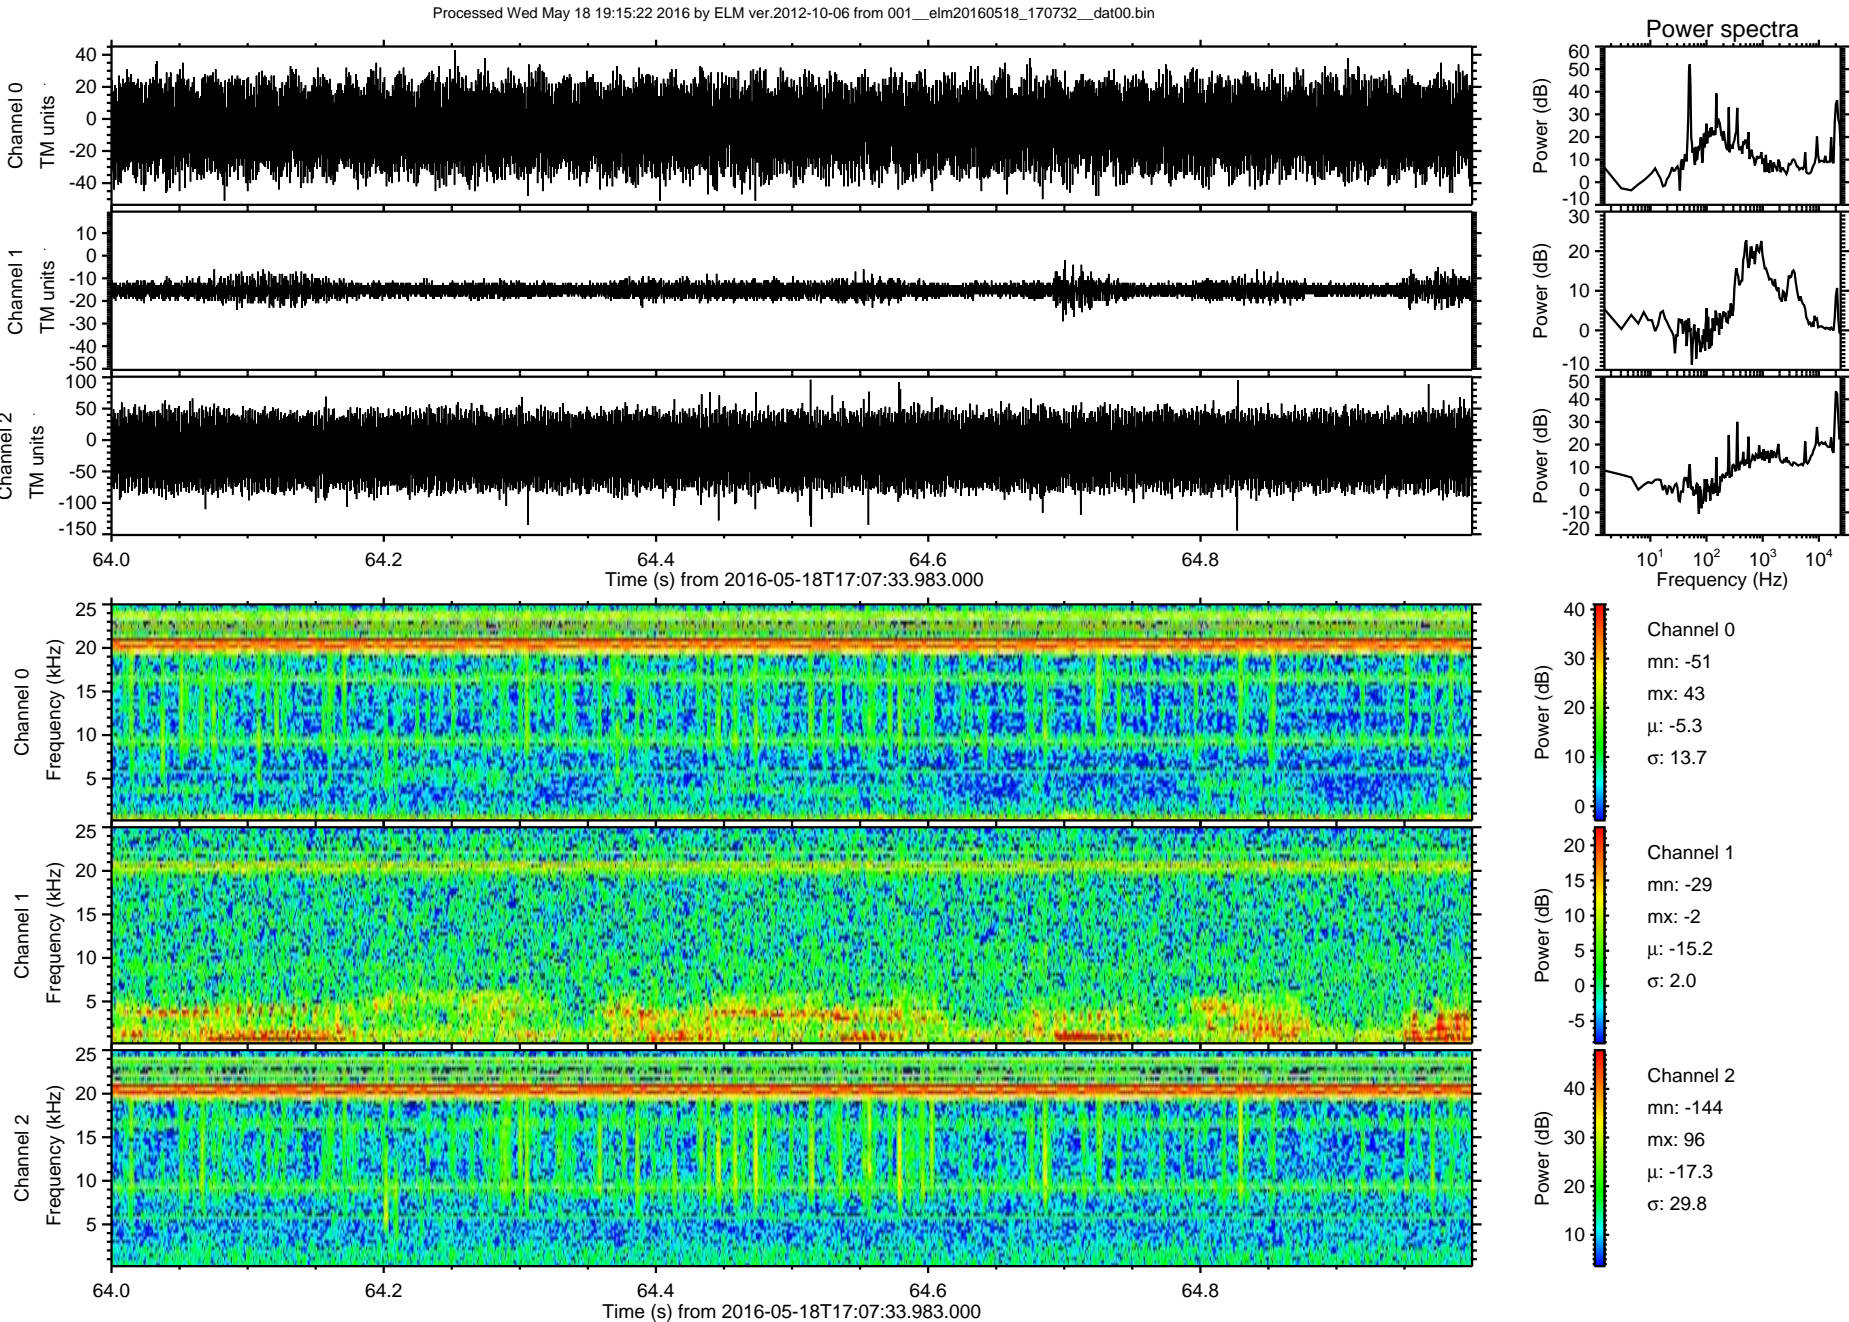 Processed Wed May 18 19:15:22 2016 by ELM ver.2012-10-06 from 001__elm20160518_170732__dat00.bin
Power spectra
Channel 0
TM units
40
20
0
-20
-40
Power (dB)
60
50
40
30
20
10
0
-10
Channel 1
TM units
10
0
-10
-20
-30
-40
-50
Power (dB)
30
20
10
0
-10
Channel 2
TM units
100
50
0
-50
-100
-150
Power (dB)
50
40
30
20
10
0
-10
-20
64.0 64.2 64.4 64.6 64.8
Time (s) from 2016-05-18T17:07:33.983.000
10^1 10^2 10^3 10^4
Frequency (Hz)
Channel 0
Frequency (kHz)
25
20
15
10
5
Power (dB)
40
30
20
10
0
Channel 0
mn: -51
mx: 43
μ: -5.3
σ: 13.7
Channel 1
Frequency (kHz)
25
20
15
10
5
Power (dB)
20
15
10
5
0
-5
Channel 1
mn: -29
mx: -2
μ: -15.2
σ: 2.0
Channel 2
Frequency (kHz)
25
20
15
10
5
Power (dB)
40
30
20
10
Channel 2
mn: -144
mx: 96
μ: -17.3
σ: 29.8
64.0 64.2 64.4 64.6 64.8
Time (s) from 2016-05-18T17:07:33.983.000